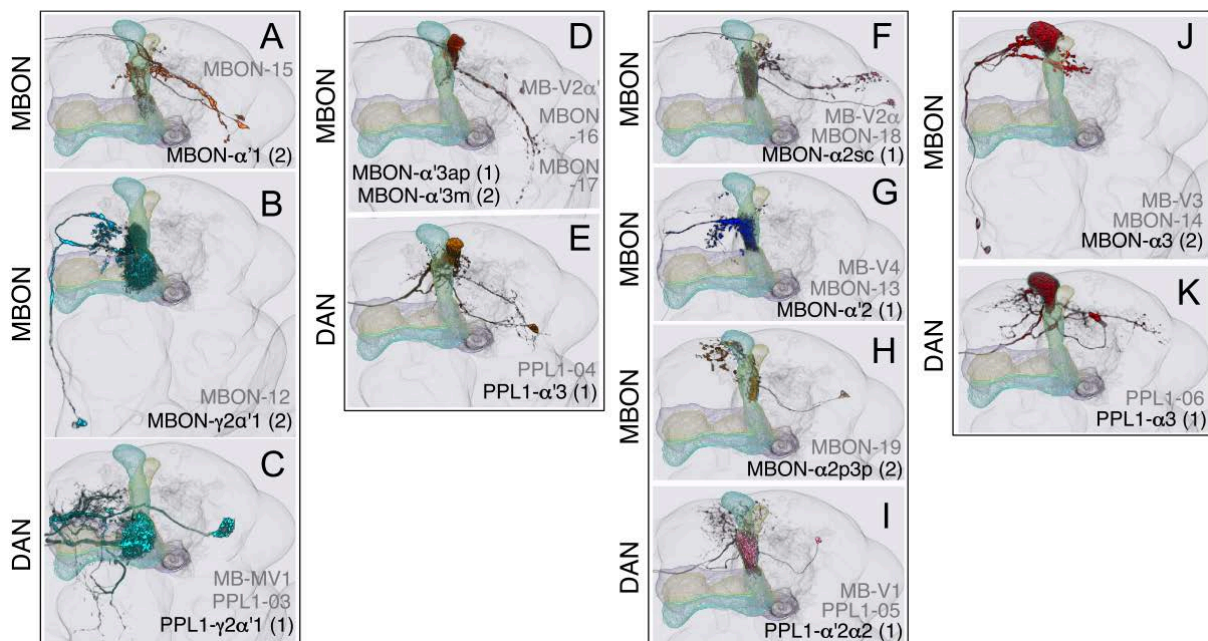 MBON
A
MBON-15
MBON-α'1 (2)
MBON
B
MBON-12
MBON-γ2α'1 (2)
DAN
C
MB-MV1
PPL1-03
PPL1-γ2α'1 (1)
MBON
D
MB-V2α'
MBON
-16
MBON
-17
MBON-α'3ap (1)
MBON-α'3m (2)
DAN
E
PPL1-04
PPL1-α'3 (1)
MBON
F
MB-V2α
MBON-18
MBON-α2sc (1)
MBON
G
MB-V4
MBON-13
MBON-α'2 (1)
MBON
H
MBON-19
MBON-α2p3p (2)
DAN
I
MB-V1
PPL1-05
PPL1-α'2α2 (1)
MBON
J
MB-V3
MBON-14
MBON-α3 (2)
DAN
K
PPL1-06
PPL1-α3 (1)